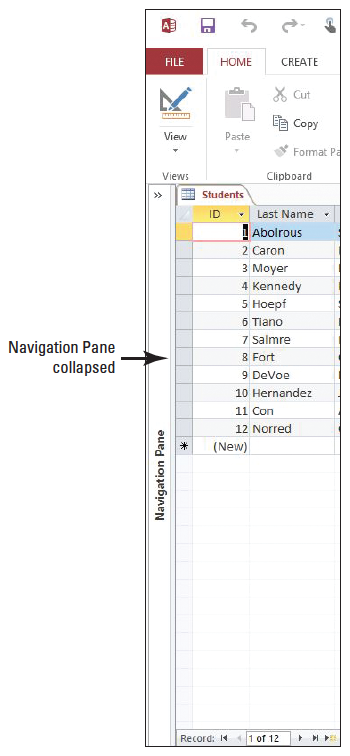 FILE HOME CREATE
View
Paste
Cut
Copy
Format Pa
Views Clipboard
»
Students
ID Last Name
1 Abolrous
2 Caron
3 Moyer
4 Kennedy
5 Hoepf
6 Tiano
7 Salmre
8 Fort
9 DeVoe
10 Hernandez
11 Con
12 Norred
* (New)
Navigation Pane
collapsed
Navigation Pane
Record: 1 of 12